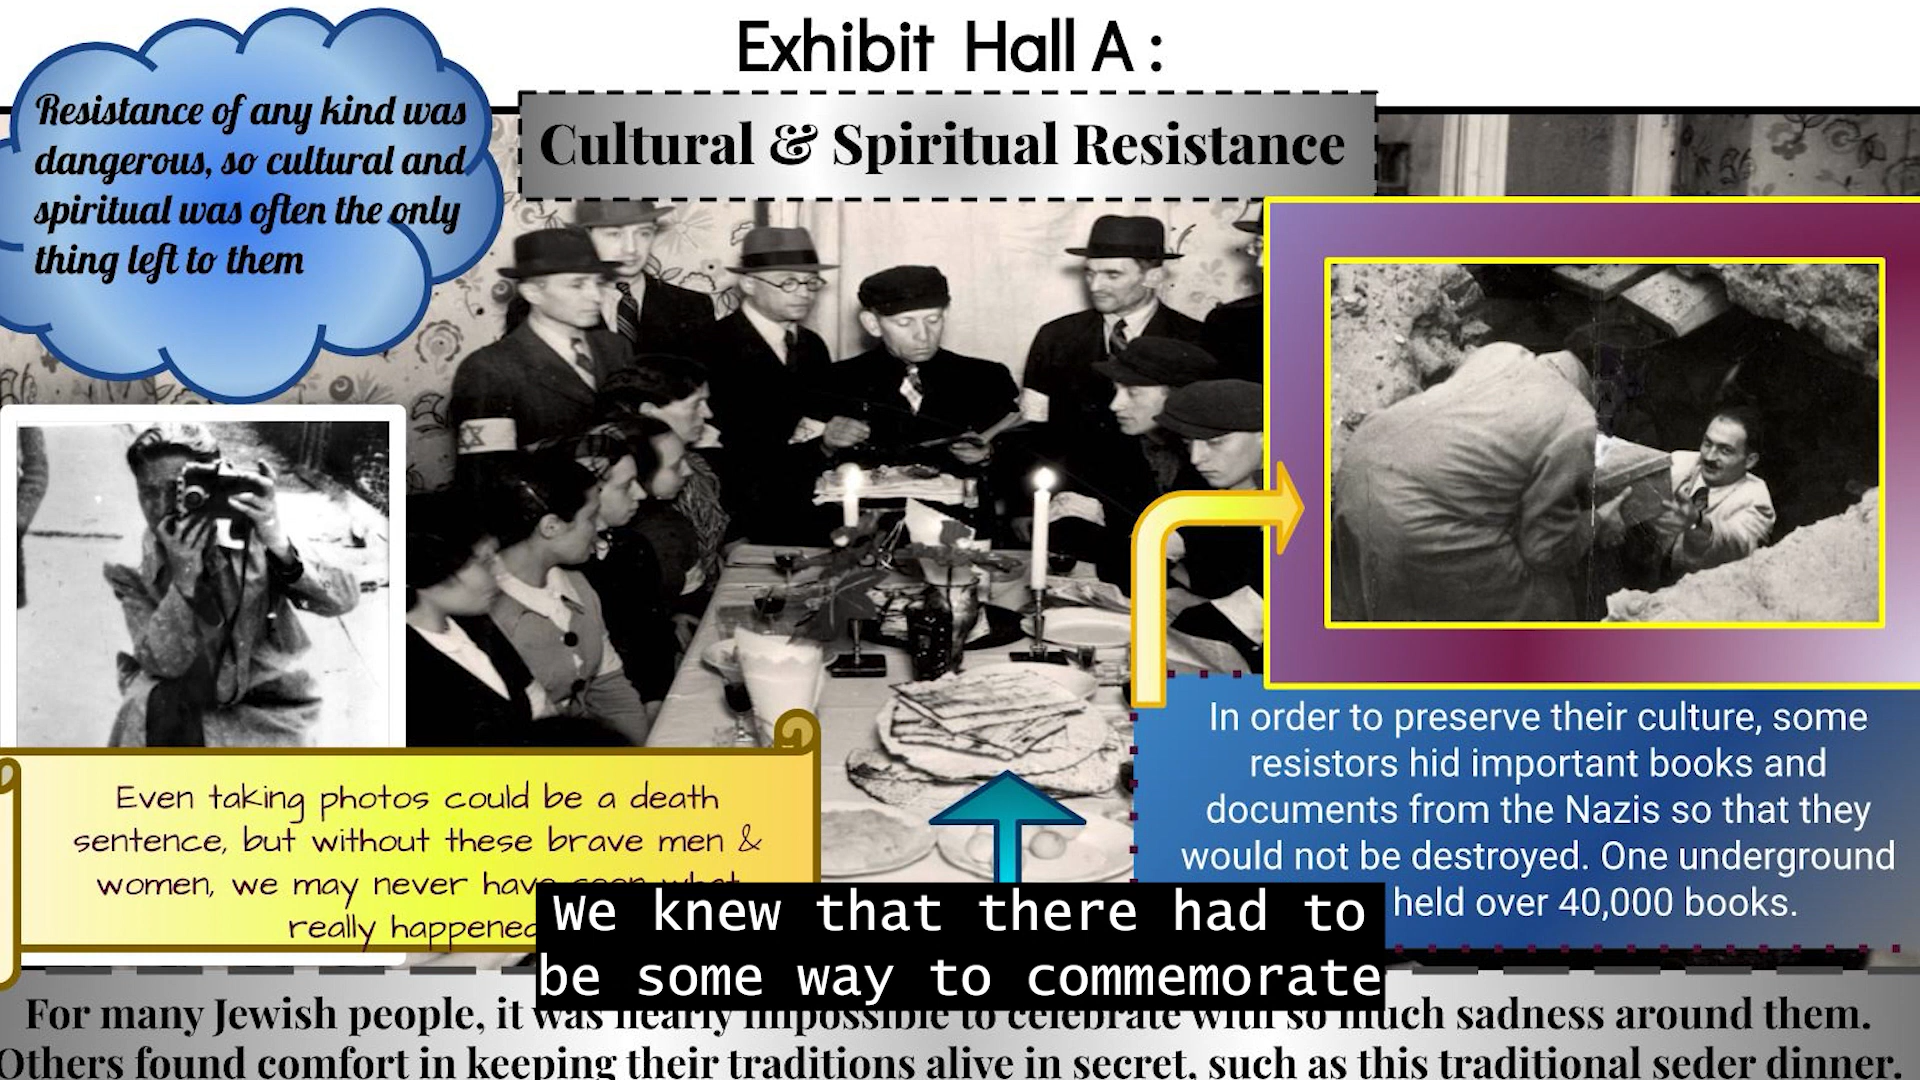 Exhibit Hall A :
Cultural & Spiritual Resistance
Resistance of any kind was
dangerous, so cultural and
spiritual was often the only
thing left to them
Even taking photos could be a death
sentence, but without these brave men &
women, we may never have seen what
really happened
In order to preserve their culture, some
resistors hid important books and
documents from the Nazis so that they
would not be destroyed. One underground
held over 40,000 books.
We knew that there had to
be some way to commemorate
For many Jewish people, it was nearly impossible to celebrate with so much sadness around them.
Others found comfort in keeping their traditions alive in secret, such as this traditional seder dinner.